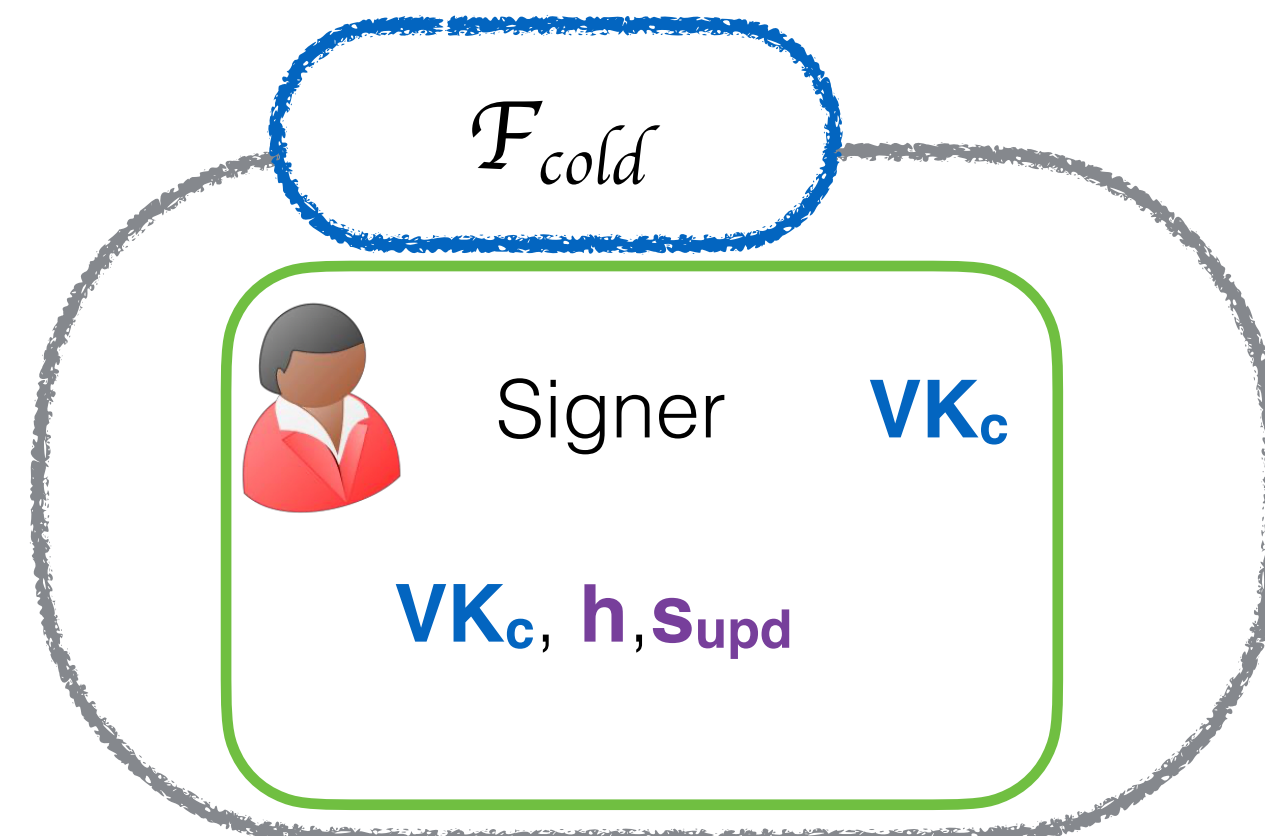 ℱcold
Signer VKc
VKc, h,supd